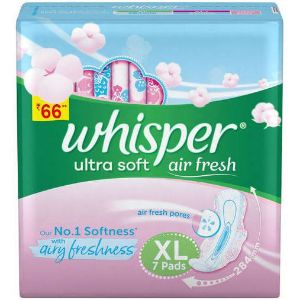 ₹66
whisper®
ultra soft air fresh
air fresh pores
Our No.1 Softness*
with
airy freshness
XL
7 Pads
284mm